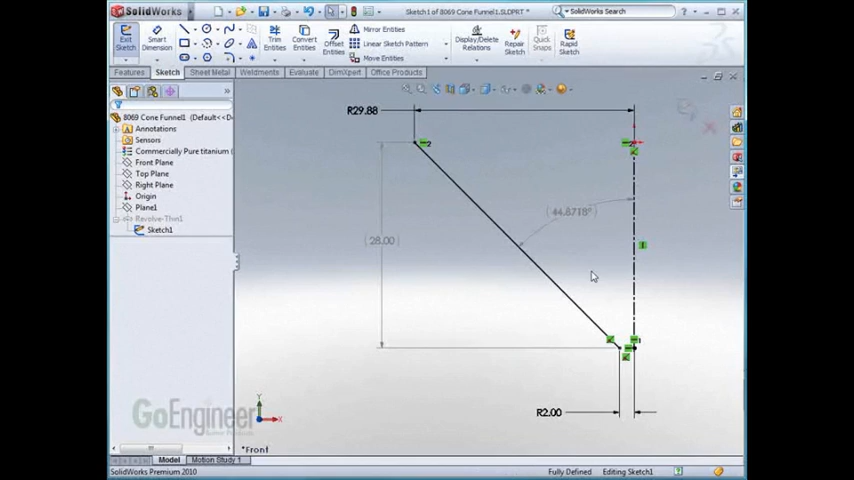 SolidWorks
Sketch1 of 8069 Cone Funnel1.SLDPRT *
SolidWorks Search
Exit Sketch
Smart Dimension
Trim Entities
Convert Entities
Offset Entities
Mirror Entities
Linear Sketch Pattern
Move Entities
Display/Delete Relations
Repair Sketch
Quick Snaps
Rapid Sketch
Features Sketch Sheet Metal Weldments Evaluate DimXpert Office Products
8069 Cone Funnel1 (Default<<D
Annotations
Sensors
Commercially Pure titanium (
Front Plane
Top Plane
Right Plane
Origin
Plane1
Revolve-Thin1
Sketch1
R29.88
(44.8718°)
(28.00)
R2.00
GoEngineer
Y
X
*Front
Model Motion Study 1
SolidWorks Premium 2010
Fully Defined Editing Sketch1